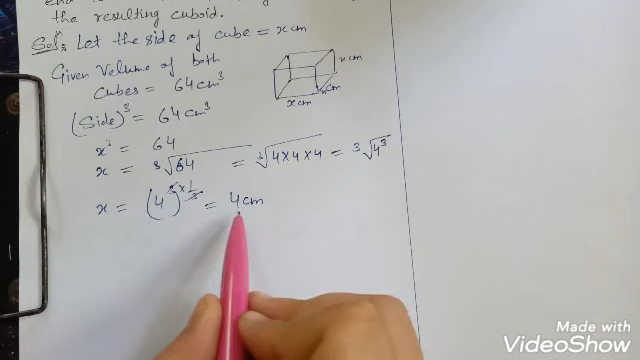 the resulting cuboid.
Solⁿ: Let the side of cube = x cm
Given Volume of both
cubes = 64 cm³
(Side)³ = 64 cm³
x³ = 64
x = ³√64 = ³√4×4×4 = ³√4³
x = (4)³×¹/³ = 4 cm
x cm
x cm
x cm
Made with
VideoShow